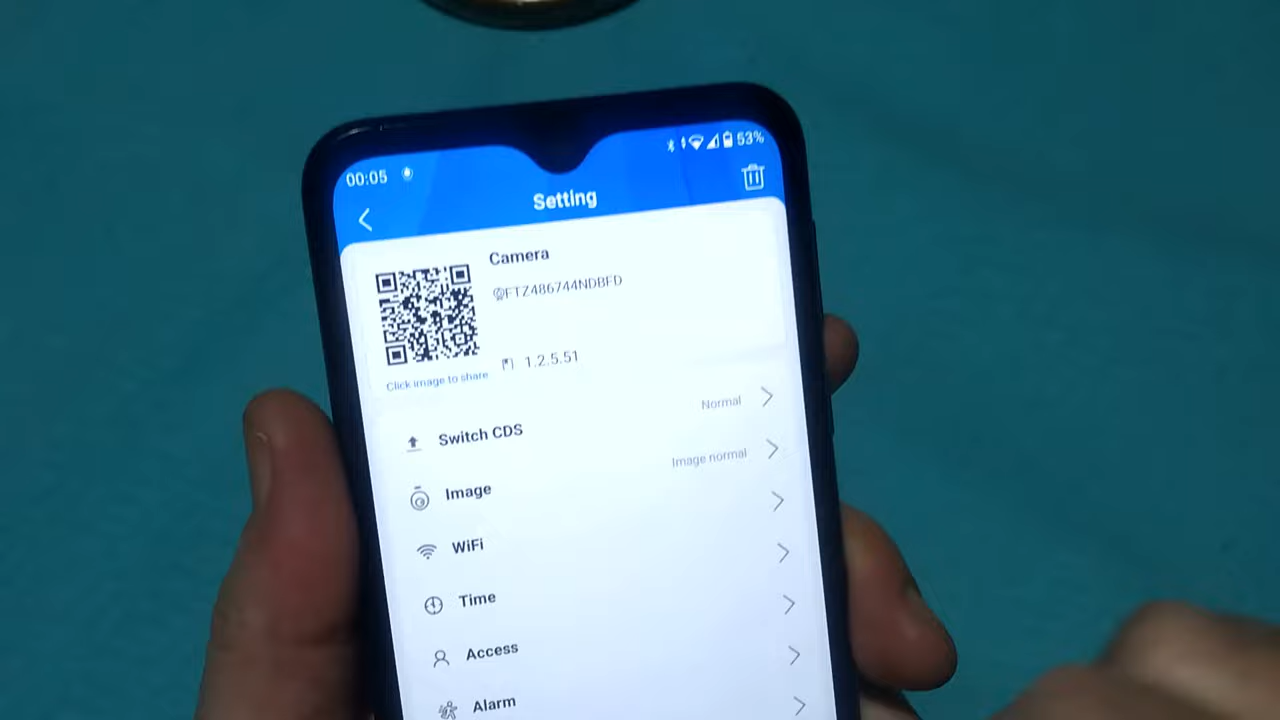 00:05 53%
Setting
Camera
@FTZ486744NDBFD
1.2.5.51
Click image to share
Switch CDS Normal
Image Image normal
WiFi
Time
Access
Alarm